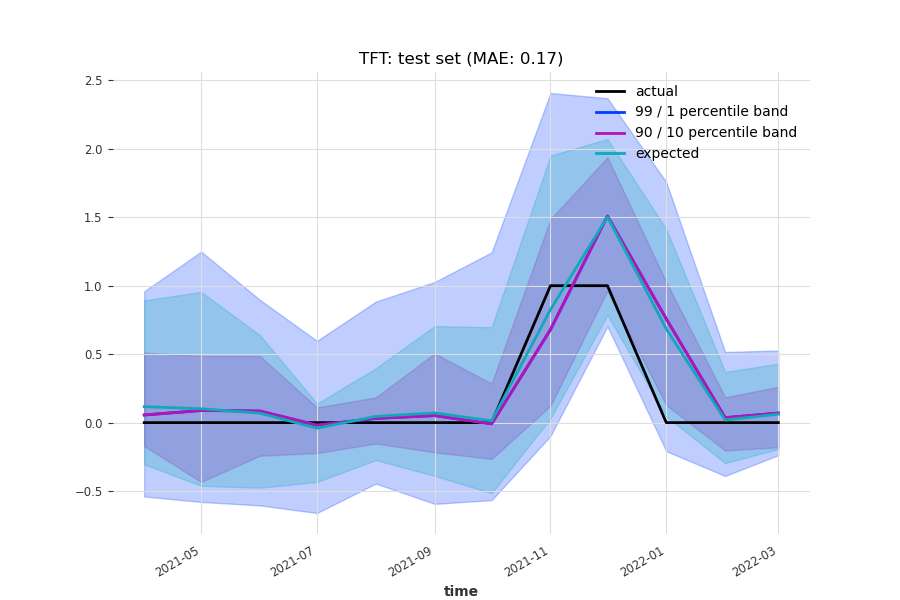 TFT: test set (MAE: 0.17)
actual
99 / 1 percentile band
90 / 10 percentile band
expected
2.5
2.0
1.5
1.0
0.5
0.0
−0.5
2021-05
2021-07
2021-09
2021-11
2022-01
2022-03
time